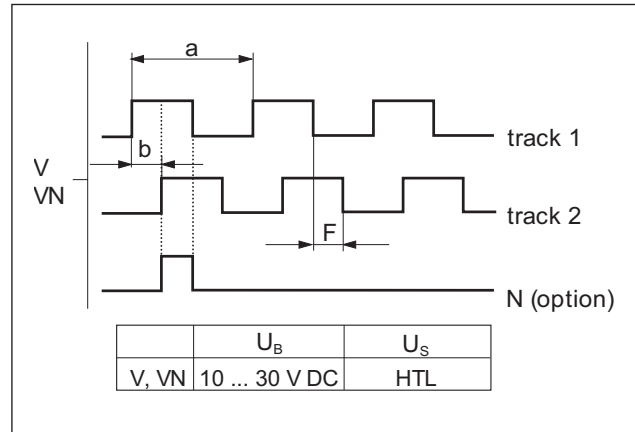 a
track 1
b
V
VN
track 2
F
N (option)
U_B U_S
V, VN 10 ... 30 V DC HTL